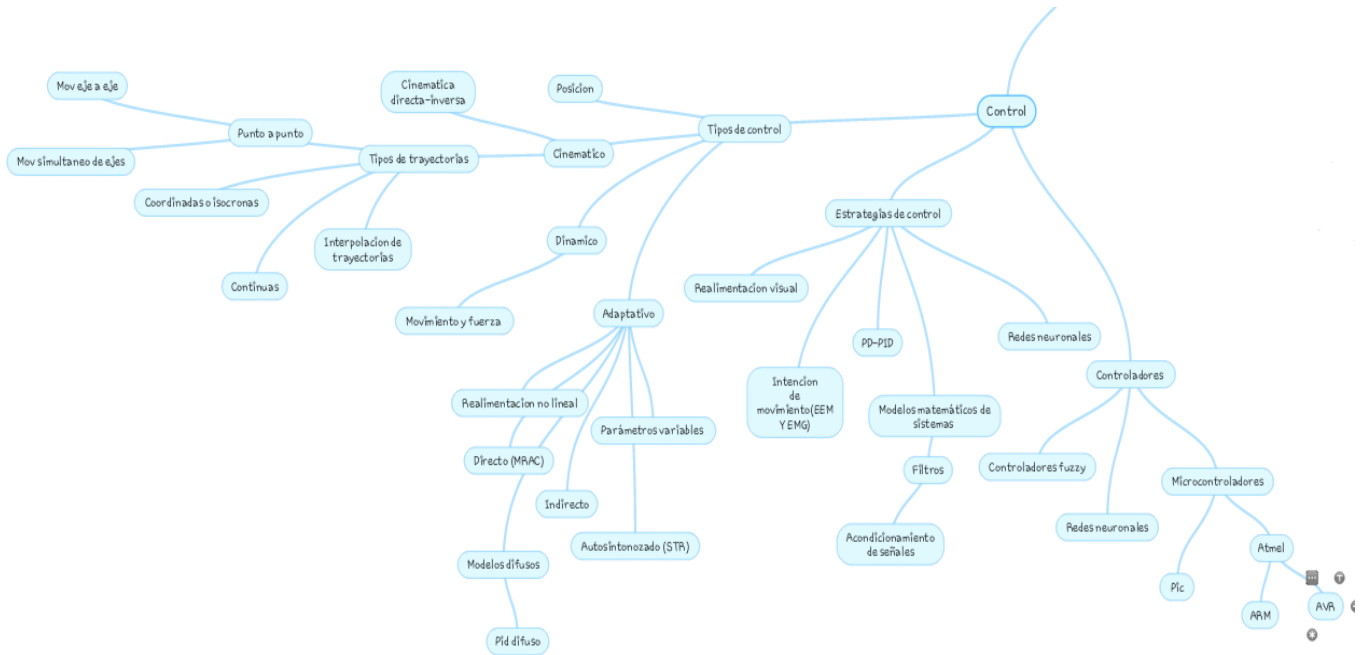 Control
Tipos de control
Posicion
Cinematico
Cinematica
directa-inversa
Tipos de trayectorias
Punto a punto
Mov eje a eje
Mov simultaneo de ejes
Coordinadas o isocronas
Continuas
Interpolacion de
trayectorias
Dinamico
Movimiento y fuerza
Adaptativo
Realimentacion no lineal
Directo (MRAC)
Modelos difusos
Pid difuso
Indirecto
Parámetros variables
Autosintonozado (STR)
Estrategias de control
Realimentacion visual
Intencion
de
movimiento(EEM
Y EMG)
PD-PID
Modelos matemáticos de
sistemas
Filtros
Acondicionamiento
de señales
Redes neuronales
Controladores
Controladores fuzzy
Redes neuronales
Microcontroladores
Pic
Atmel
ARM
AVR